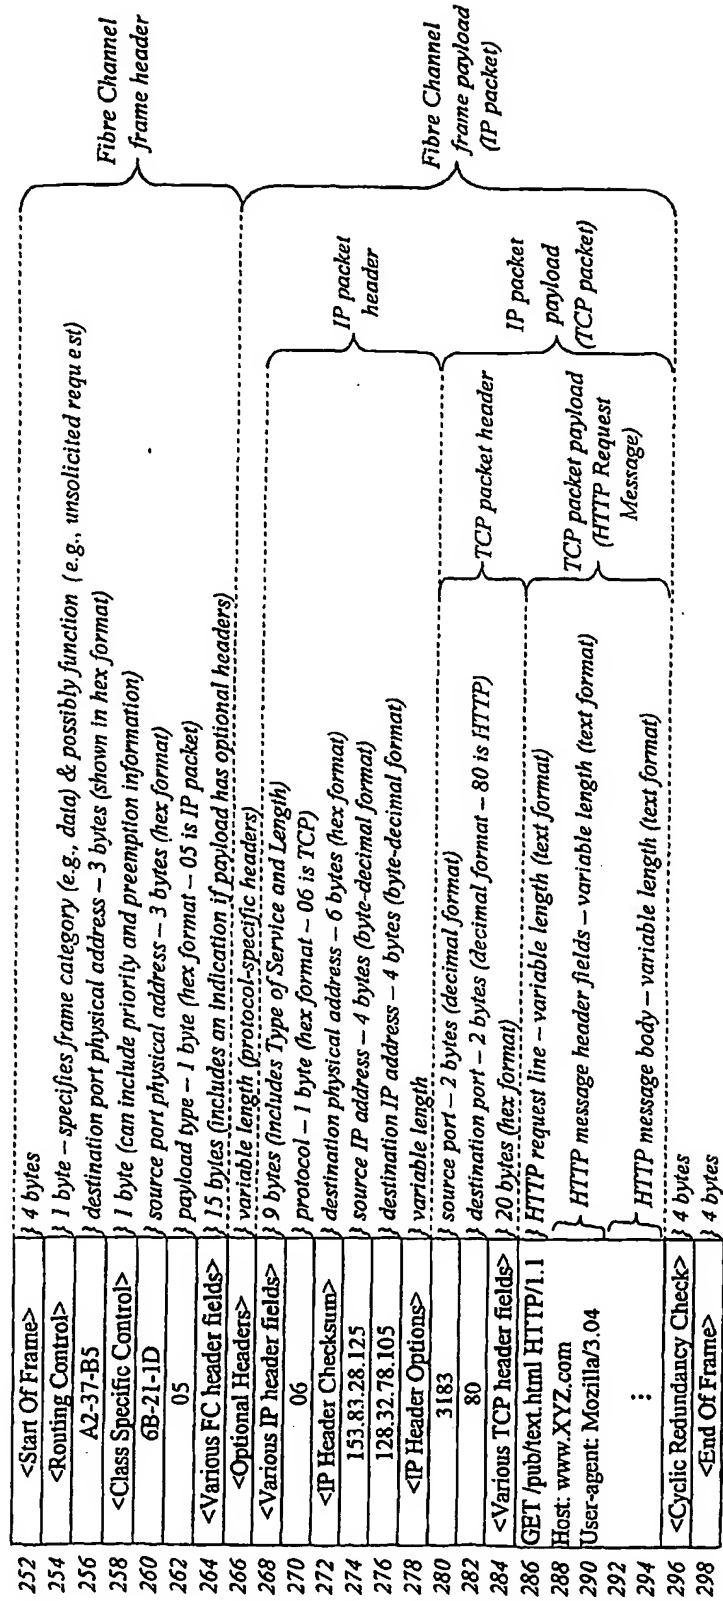 252 <Start Of Frame> } 4 bytes
254 <Routing Control> } 1 byte – specifies frame category (e.g., data) & possibly function (e.g., unsolicited request)
256 A2-37-B5 } destination port physical address – 3 bytes (shown in hex format)
258 <Class Specific Control> } 1 byte (can include priority and preemption information)
260 6B-21-1D } source port physical address – 3 bytes (hex format)
262 05 } payload type – 1 byte (hex format – 05 is IP packet)
264 <Various FC header fields> } 15 bytes (includes an indication if payload has optional headers)
Fibre Channel
frame header
266 <Optional Headers> } variable length (protocol-specific headers)
268 <Various IP header fields> } 9 bytes (includes Type of Service and Length)
270 06 } protocol – 1 byte (hex format – 06 is TCP)
272 <IP Header Checksum> } destination physical address – 6 bytes (hex format)
274 153.83.28.125 } source IP address – 4 bytes (byte-decimal format)
276 128.32.78.105 } destination IP address – 4 bytes (byte-decimal format)
278 <IP Header Options> } variable length
IP packet
header
280 3183 } source port – 2 bytes (decimal format)
282 80 } destination port – 2 bytes (decimal format – 80 is HTTP)
284 <Various TCP header fields> } 20 bytes (hex format)
TCP packet header
286 GET /pub/text.html HTTP/1.1 } HTTP request line – variable length (text format)
288 Host: www.XYZ.com
290 User-agent: Mozilla/3.04
HTTP message header fields – variable length (text format)
292
294 ⋮
HTTP message body – variable length (text format)
TCP packet payload
(HTTP Request
Message)
IP packet
payload
(TCP packet)
Fibre Channel
frame payload
(IP packet)
296 <Cyclic Redundancy Check> } 4 bytes
298 <End Of Frame> } 4 bytes